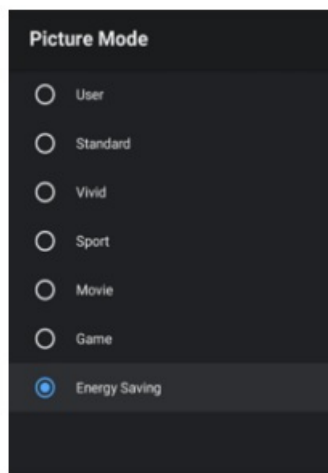 Picture Mode
User
Standard
Vivid
Sport
Movie
Game
Energy Saving